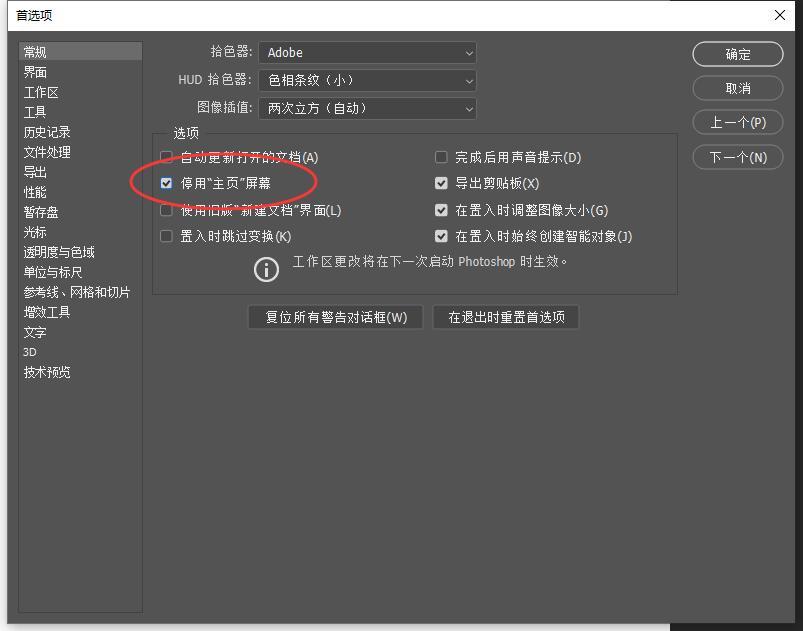 首选项
常规
界面
工作区
工具
历史记录
文件处理
导出
性能
暂存盘
光标
透明度与色域
单位与标尺
参考线、网格和切片
增效工具
文字
3D
技术预览
拾色器: Adobe
HUD 拾色器: 色相条纹（小）
图像插值: 两次立方（自动）
选项
自动更新打开的文档(A)
停用“主页”屏幕
使用旧版“新建文档”界面(L)
置入时跳过变换(K)
完成后用声音提示(D)
导出剪贴板(X)
在置入时调整图像大小(G)
在置入时始终创建智能对象(J)
工作区更改将在下一次启动 Photoshop 时生效。
复位所有警告对话框(W)
在退出时重置首选项
确定
取消
上一个(P)
下一个(N)